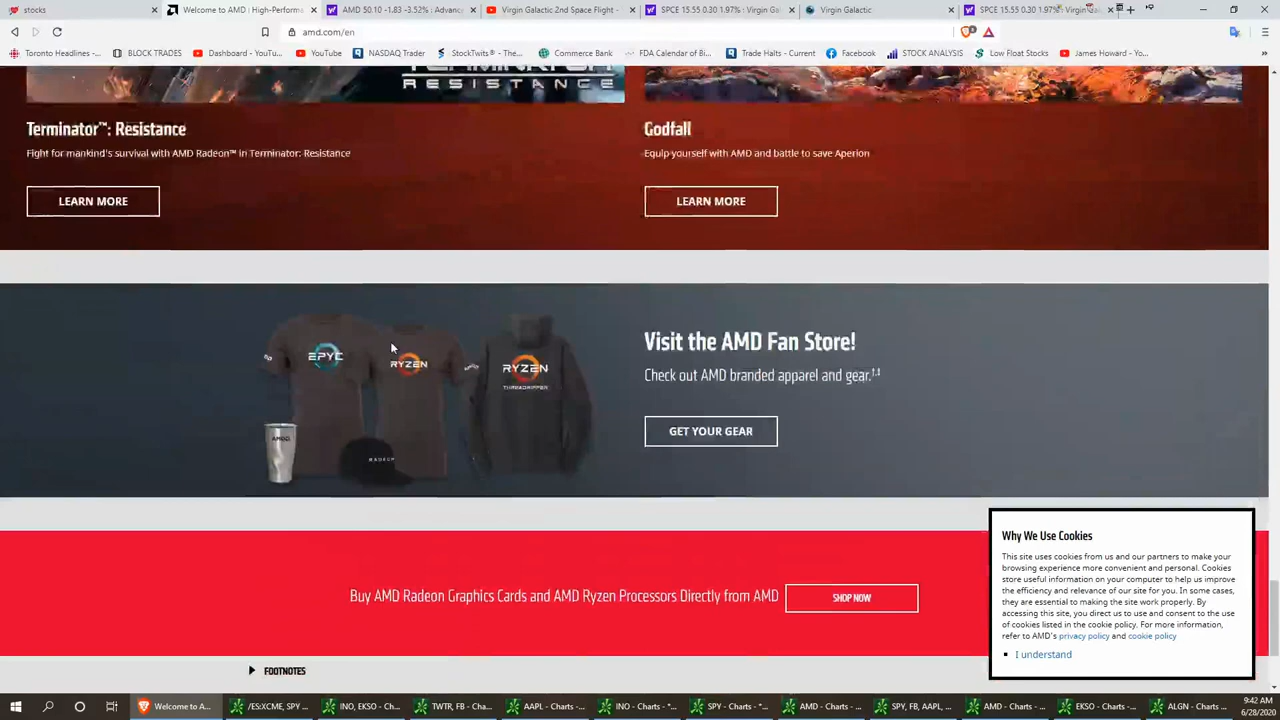 stocks
Welcome to AMD | High-Performe
AMD 50.10 -1.83 -3.52% : Advanc
Virgin Galactic 2nd Space Flight -
SPCE 15.55 0.30 1.97% : Virgin Gal
Virgin Galactic
SPCE 15.55 0.30 1.97% : Virgin Gal
amd.com/en
Toronto Headlines -...
BLOCK TRADES
Dashboard - YouTu...
YouTube
NASDAQ Trader
StockTwits® - The...
Commerce Bank
FDA Calendar of Bi...
Trade Halts - Current
Facebook
STOCK ANALYSIS
Low Float Stocks
James Howard - Yo...
RESISTANCE
Terminator™: Resistance
Fight for mankind's survival with AMD Radeon™ in Terminator: Resistance
LEARN MORE
Godfall
Equip yourself with AMD and battle to save Aperion
LEARN MORE
EPYC
RYZEN
RYZEN
THREADRIPPER
AMD
Visit the AMD Fan Store!
Check out AMD branded apparel and gear.†,‡
GET YOUR GEAR
Buy AMD Radeon Graphics Cards and AMD Ryzen Processors Directly from AMD
SHOP NOW
FOOTNOTES
Why We Use Cookies
This site uses cookies from us and our partners to make your
browsing experience more convenient and personal. Cookies
store useful information on your computer to help us improve
the efficiency and relevance of our site for you. In some cases,
they are essential to making the site work properly. By
accessing this site, you direct us to use and consent to the use
of cookies listed in the cookie policy. For more information,
refer to AMD's privacy policy and cookie policy
I understand
Welcome to A...
/ES:XCME, SPY ...
INO, EKSO - Ch...
TWTR, FB - Cha...
AAPL - Charts -...
INO - Charts - "...
SPY - Charts - "...
AMD - Charts - ...
SPY, FB, AAPL, ...
AMD - Charts - ...
EKSO - Charts -...
ALGN - Charts ...
9:42 AM
6/28/2020